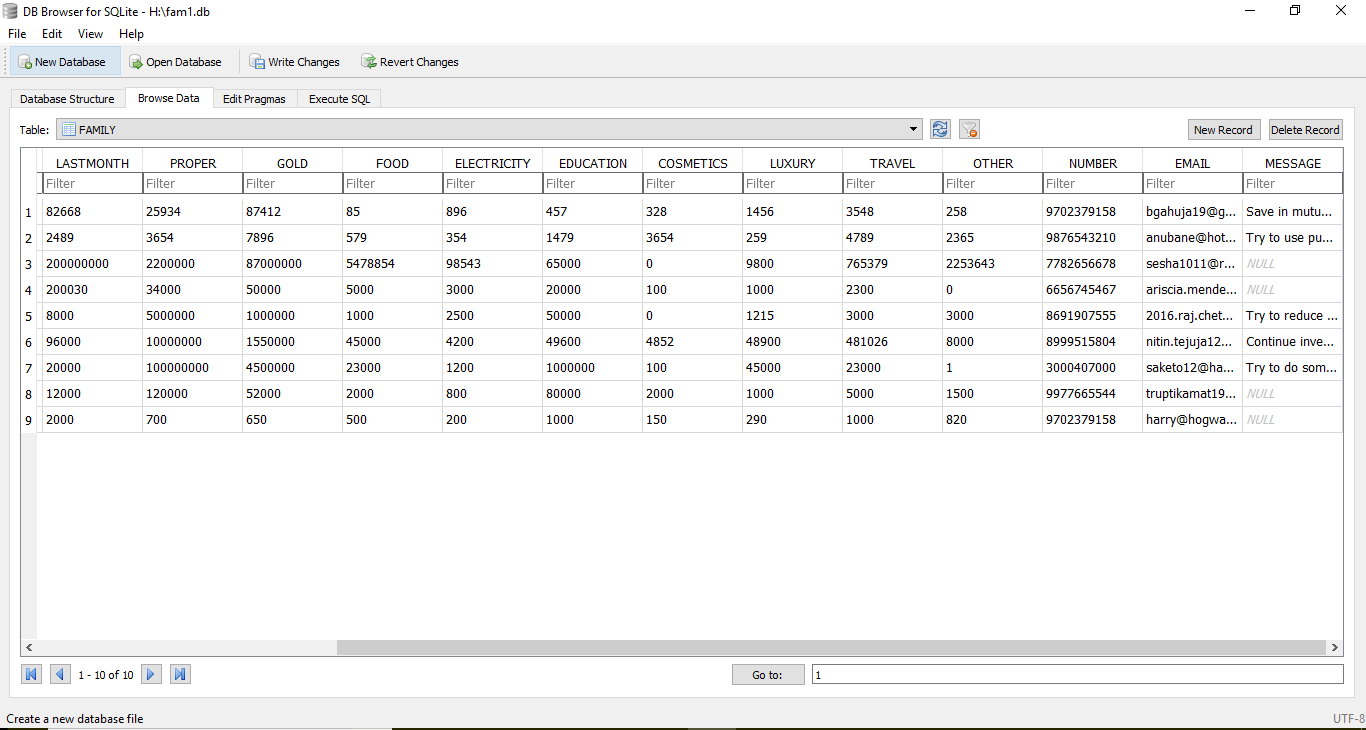 DB Browser for SQLite - H:\fam1.db
File Edit View Help
New Database Open Database Write Changes Revert Changes
Database Structure Browse Data Edit Pragmas Execute SQL
Table: FAMILY New Record Delete Record
LASTMONTH PROPER GOLD FOOD ELECTRICITY EDUCATION COSMETICS LUXURY TRAVEL OTHER NUMBER EMAIL MESSAGE
Filter Filter Filter Filter Filter Filter Filter Filter Filter Filter Filter Filter Filter
1 82668 25934 87412 85 896 457 328 1456 3548 258 9702379158 bgahuja19@g... Save in mutu...
2 2489 3654 7896 579 354 1479 3654 259 4789 2365 9876543210 anubane@hot... Try to use pu...
3 200000000 2200000 87000000 5478854 98543 65000 0 9800 765379 2253643 7782656678 sesha1011@r... NULL
4 200030 34000 50000 5000 3000 20000 100 1000 2300 0 6656745467 ariscia.mende... NULL
5 8000 5000000 1000000 1000 2500 50000 0 1215 3000 3000 8691907555 2016.raj.chet... Try to reduce ...
6 96000 10000000 1550000 45000 4200 49600 4852 48900 481026 8000 8999515804 nitin.tejuja12... Continue inve...
7 20000 100000000 4500000 23000 1200 1000000 100 45000 23000 1 3000407000 saketo12@ha... Try to do som...
8 12000 120000 52000 2000 800 80000 2000 1000 5000 1500 9977665544 truptikamat19... NULL
9 2000 700 650 500 200 1000 150 290 1000 820 9702379158 harry@hogwa... NULL
1 - 10 of 10 Go to: 1
Create a new database file UTF-8